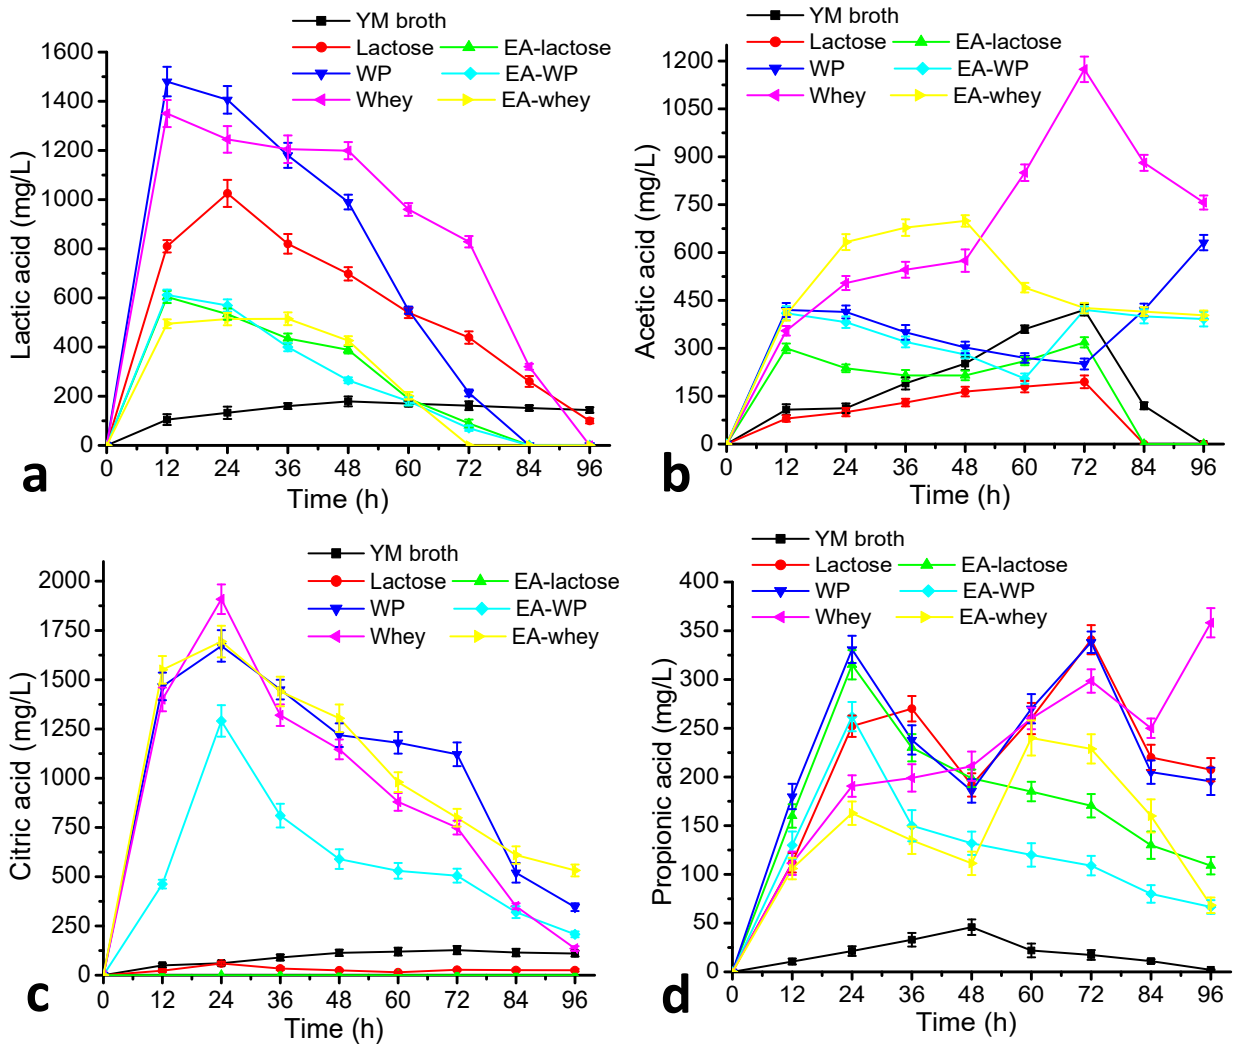 YM broth
Lactose EA-lactose
WP EA-WP
Whey EA-whey
1600
1400
1200
1000
800
600
400
200
0
Lactic acid (mg/L)
0 12 24 36 48 60 72 84 96
Time (h)
a
YM broth
Lactose EA-lactose
WP EA-WP
Whey EA-whey
1200
1050
900
750
600
450
300
150
0
Acetic acid (mg/L)
0 12 24 36 48 60 72 84 96
Time (h)
b
YM broth
Lactose EA-lactose
WP EA-WP
Whey EA-whey
2000
1750
1500
1250
1000
750
500
250
0
Citric acid (mg/L)
0 12 24 36 48 60 72 84 96
Time (h)
c
YM broth
Lactose EA-lactose
WP EA-WP
Whey EA-whey
400
350
300
250
200
150
100
50
0
Propionic acid (mg/L)
0 12 24 36 48 60 72 84 96
Time (h)
d